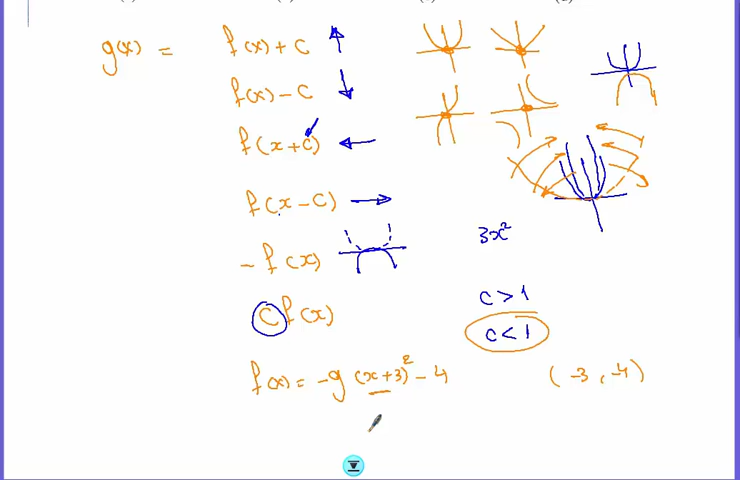 g(x) = f(x) + C
f(x) - C
f(x + C)
f(x - C)
- f(x)
3x²
C f(x)
c > 1
c < 1
f(x) = -g (x+3)² - 4 (-3, -4)